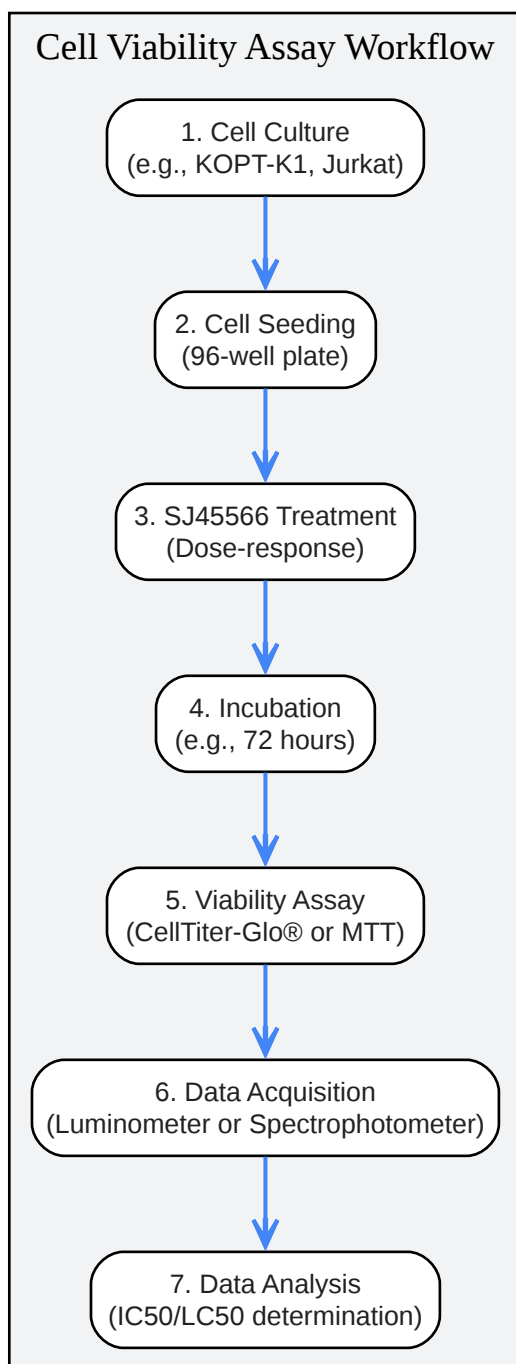 Cell Viability Assay Workflow
1. Cell Culture
(e.g., KOPT-K1, Jurkat)
2. Cell Seeding
(96-well plate)
3. SJ45566 Treatment
(Dose-response)
4. Incubation
(e.g., 72 hours)
5. Viability Assay
(CellTiter-Glo® or MTT)
6. Data Acquisition
(Luminometer or Spectrophotometer)
7. Data Analysis
(IC50/LC50 determination)